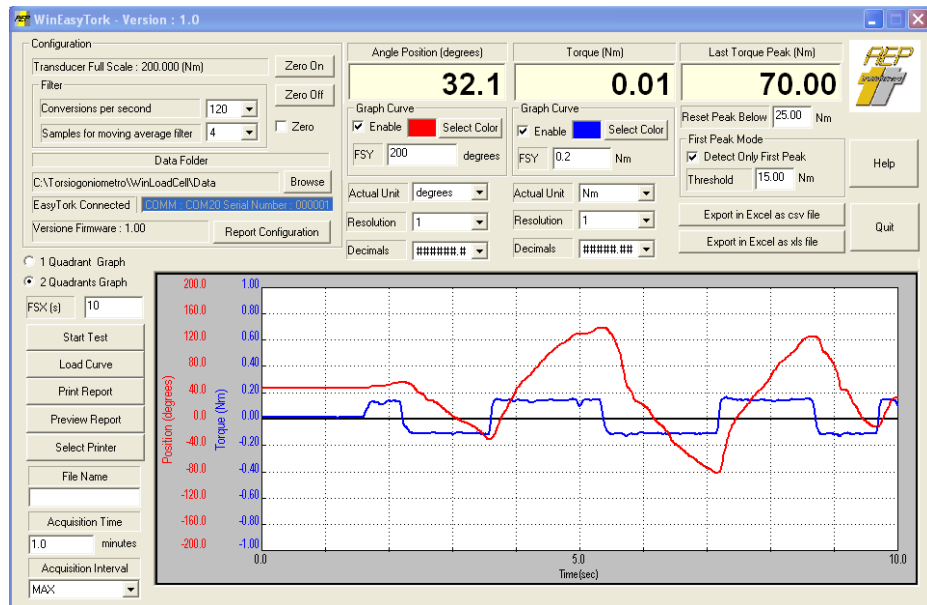 WinEasyTork - Version : 1.0
Configuration
Transducer Full Scale : 200.000 (Nm)
Zero On
Filter
Zero Off
Conversions per second
120
Samples for moving average filter
4
Zero
Data Folder
C:\Torsiogoniometro\WinLoadCell\Data
Browse
EasyTork Connected
COMM : COM20 Serial Number : 000001
Versione Firmware : 1.00
Report Configuration
Angle Position (degrees)
32.1
Graph Curve
Enable
Select Color
FSY
200
degrees
Actual Unit
degrees
Resolution
1
Decimals
######.#
Torque (Nm)
0.01
Graph Curve
Enable
Select Color
FSY
0.2
Nm
Actual Unit
Nm
Resolution
1
Decimals
#####.##
Last Torque Peak (Nm)
70.00
Reset Peak Below
25.00
Nm
First Peak Mode
Detect Only First Peak
Threshold
15.00
Nm
Export in Excel as csv file
Export in Excel as xls file
AEP
transducers
Help
Quit
1 Quadrant Graph
2 Quadrants Graph
FSX (s)
10
Start Test
Load Curve
Print Report
Preview Report
Select Printer
File Name
Acquisition Time
1.0
minutes
Acquisition Interval
MAX
Position (degrees)
200.0
160.0
120.0
80.0
40.0
0.0
-40.0
-80.0
-120.0
-160.0
-200.0
Torque (Nm)
1.00
0.80
0.60
0.40
0.20
0.00
-0.20
-0.40
-0.60
-0.80
-1.00
0.0
5.0
10.0
Time(sec)